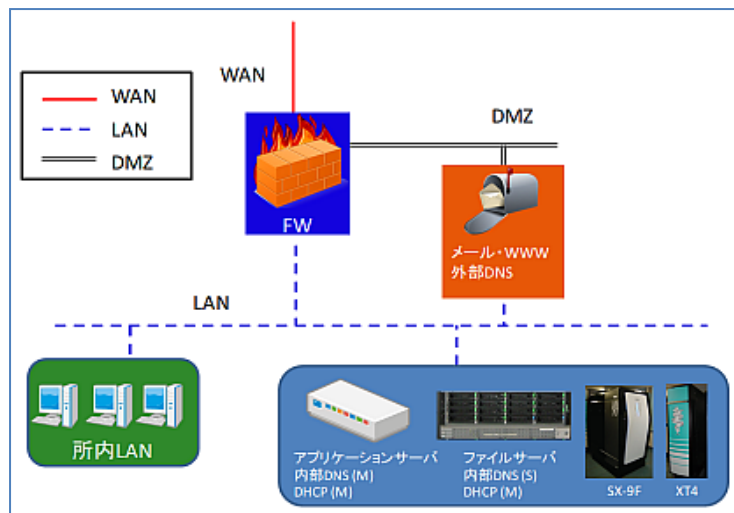 WAN
WAN
LAN
DMZ
DMZ
FW
メール・WWW
外部DNS
LAN
所内LAN
アプリケーションサーバ
内部DNS (M)
DHCP (M)
ファイルサーバ
内部DNS (S)
DHCP (M)
SX-9F
XT4